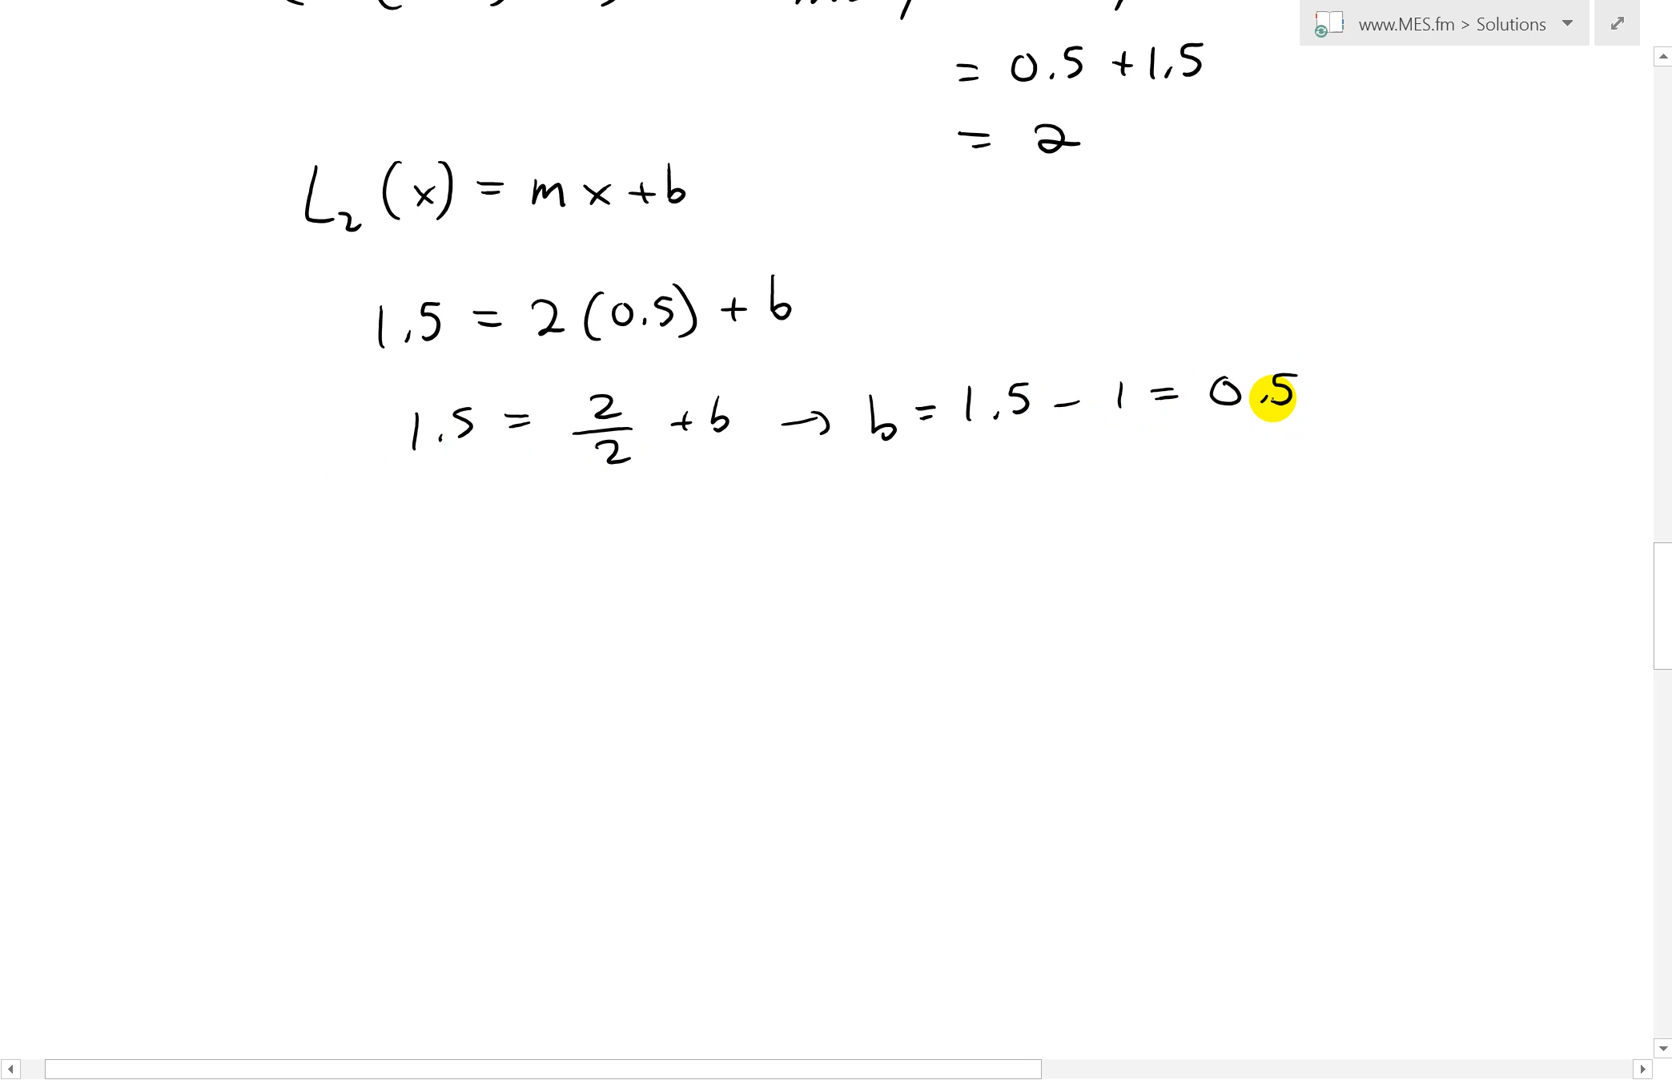 www.MES.fm > Solutions
= 0.5 + 1.5
= 2
L₂ (x) = mx + b
1.5 = 2 (0.5) + b
1.5 = 2/2 + b → b = 1.5 - 1 = 0.5